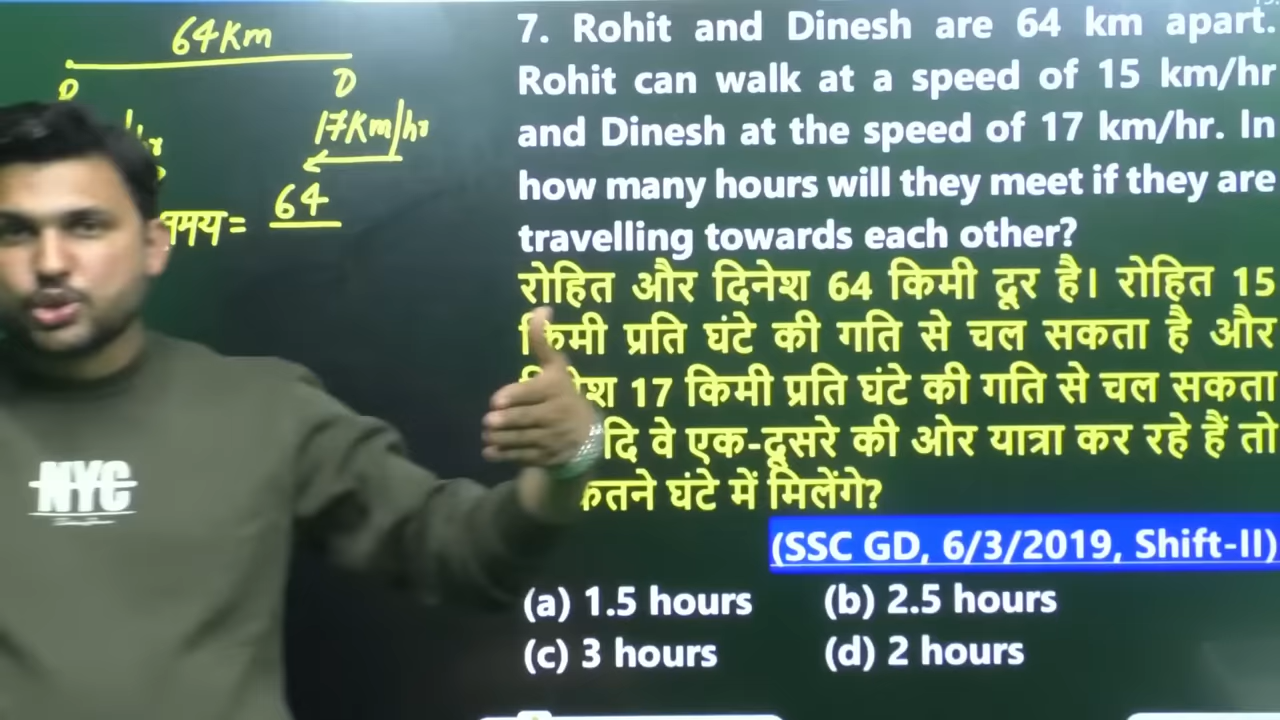 64Km
D
17Km/hr
समय = 64
NYC
7. Rohit and Dinesh are 64 km apart.
Rohit can walk at a speed of 15 km/hr
and Dinesh at the speed of 17 km/hr. In
how many hours will they meet if they are
travelling towards each other?
रोहित और दिनेश 64 किमी दूर है। रोहित 15
किमी प्रति घंटे की गति से चल सकता है और
17 किमी प्रति घंटे की गति से चल सकता
वे एक-दूसरे की ओर यात्रा कर रहे हैं तो
घंटे में मिलेंगे?
(SSC GD, 6/3/2019, Shift-II)
(a) 1.5 hours (b) 2.5 hours
(c) 3 hours (d) 2 hours